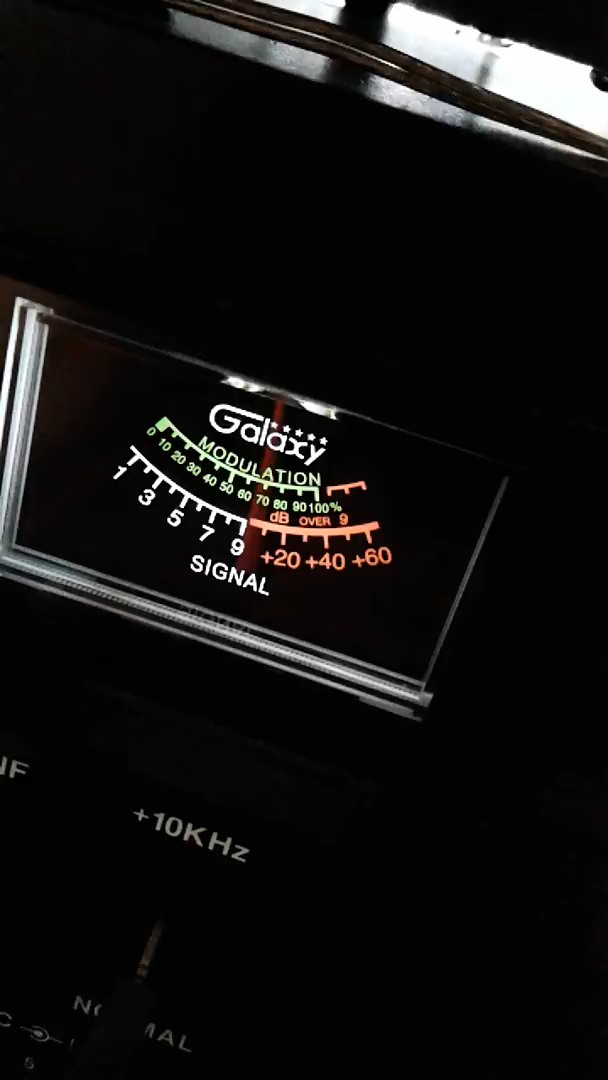 Galaxy
MODULATION
0 10 20 30 40 50 60 70 80 90 100%
dB OVER 9
1 3 5 7 9 +20 +40 +60
SIGNAL
+10KHz